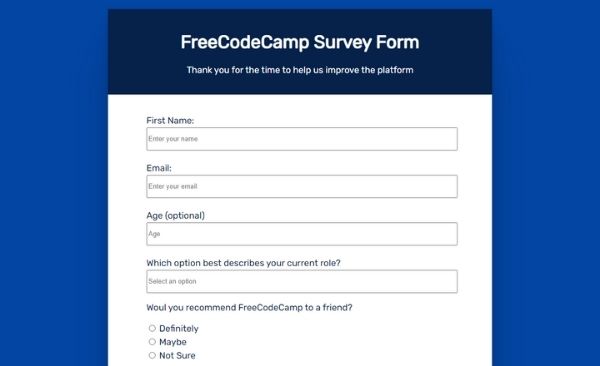 FreeCodeCamp Survey Form
Thank you for the time to help us improve the platform
First Name:
Enter your name
Email:
Enter your email
Age (optional)
Age
Which option best describes your current role?
Select an option
Woul you recommend FreeCodeCamp to a friend?
Definitely
Maybe
Not Sure